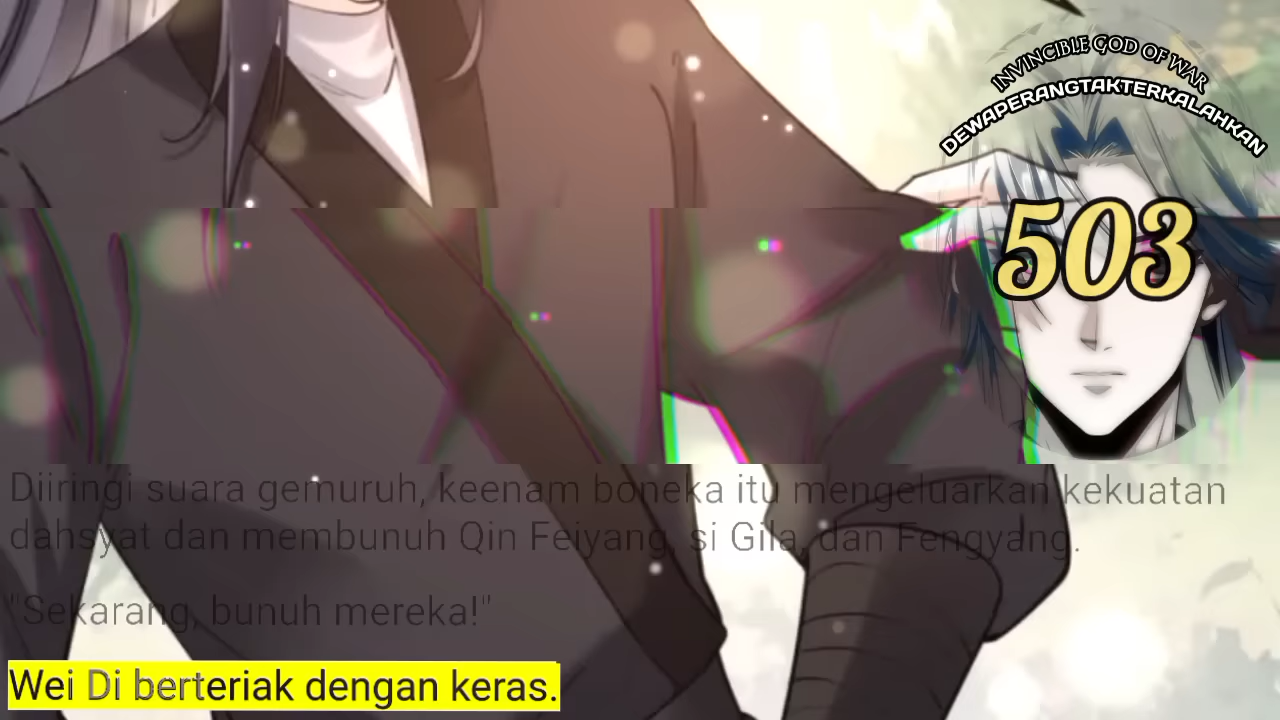 INVINCIBLE GOD OF WAR
DEWAPERANGTAKTERKALAHKAN
503
Diiringi suara gemuruh, keenam boneka itu mengeluarkan kekuatan
dahsyat dan membunuh Qin Feiyang, si Gila, dan Fengyang.
"Sekarang, bunuh mereka!"
Wei Di berteriak dengan keras.